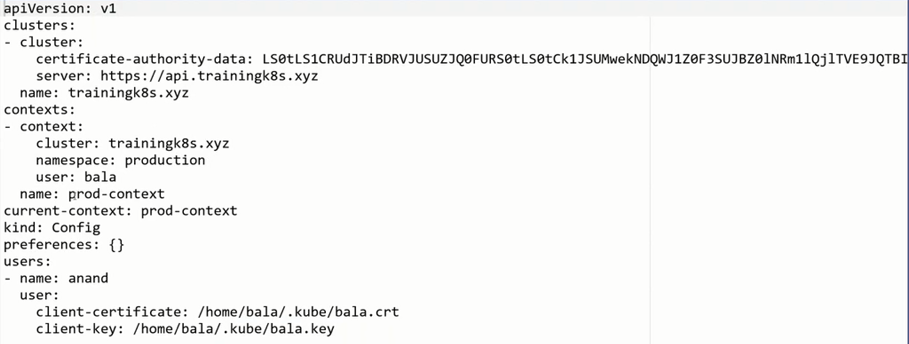 apiVersion: v1
clusters:
- cluster:
    certificate-authority-data: LS0tLS1CRUdJTiBDRVJUSUZJQ0FURS0tLS0tCk1JSUMwekNDQWJ1Z0F3SUJBZ0lNRm1lQjlTVE9JQTBI
    server: https://api.trainingk8s.xyz
  name: trainingk8s.xyz
contexts:
- context:
    cluster: trainingk8s.xyz
    namespace: production
    user: bala
  name: prod-context
current-context: prod-context
kind: Config
preferences: {}
users:
- name: anand
  user:
    client-certificate: /home/bala/.kube/bala.crt
    client-key: /home/bala/.kube/bala.key